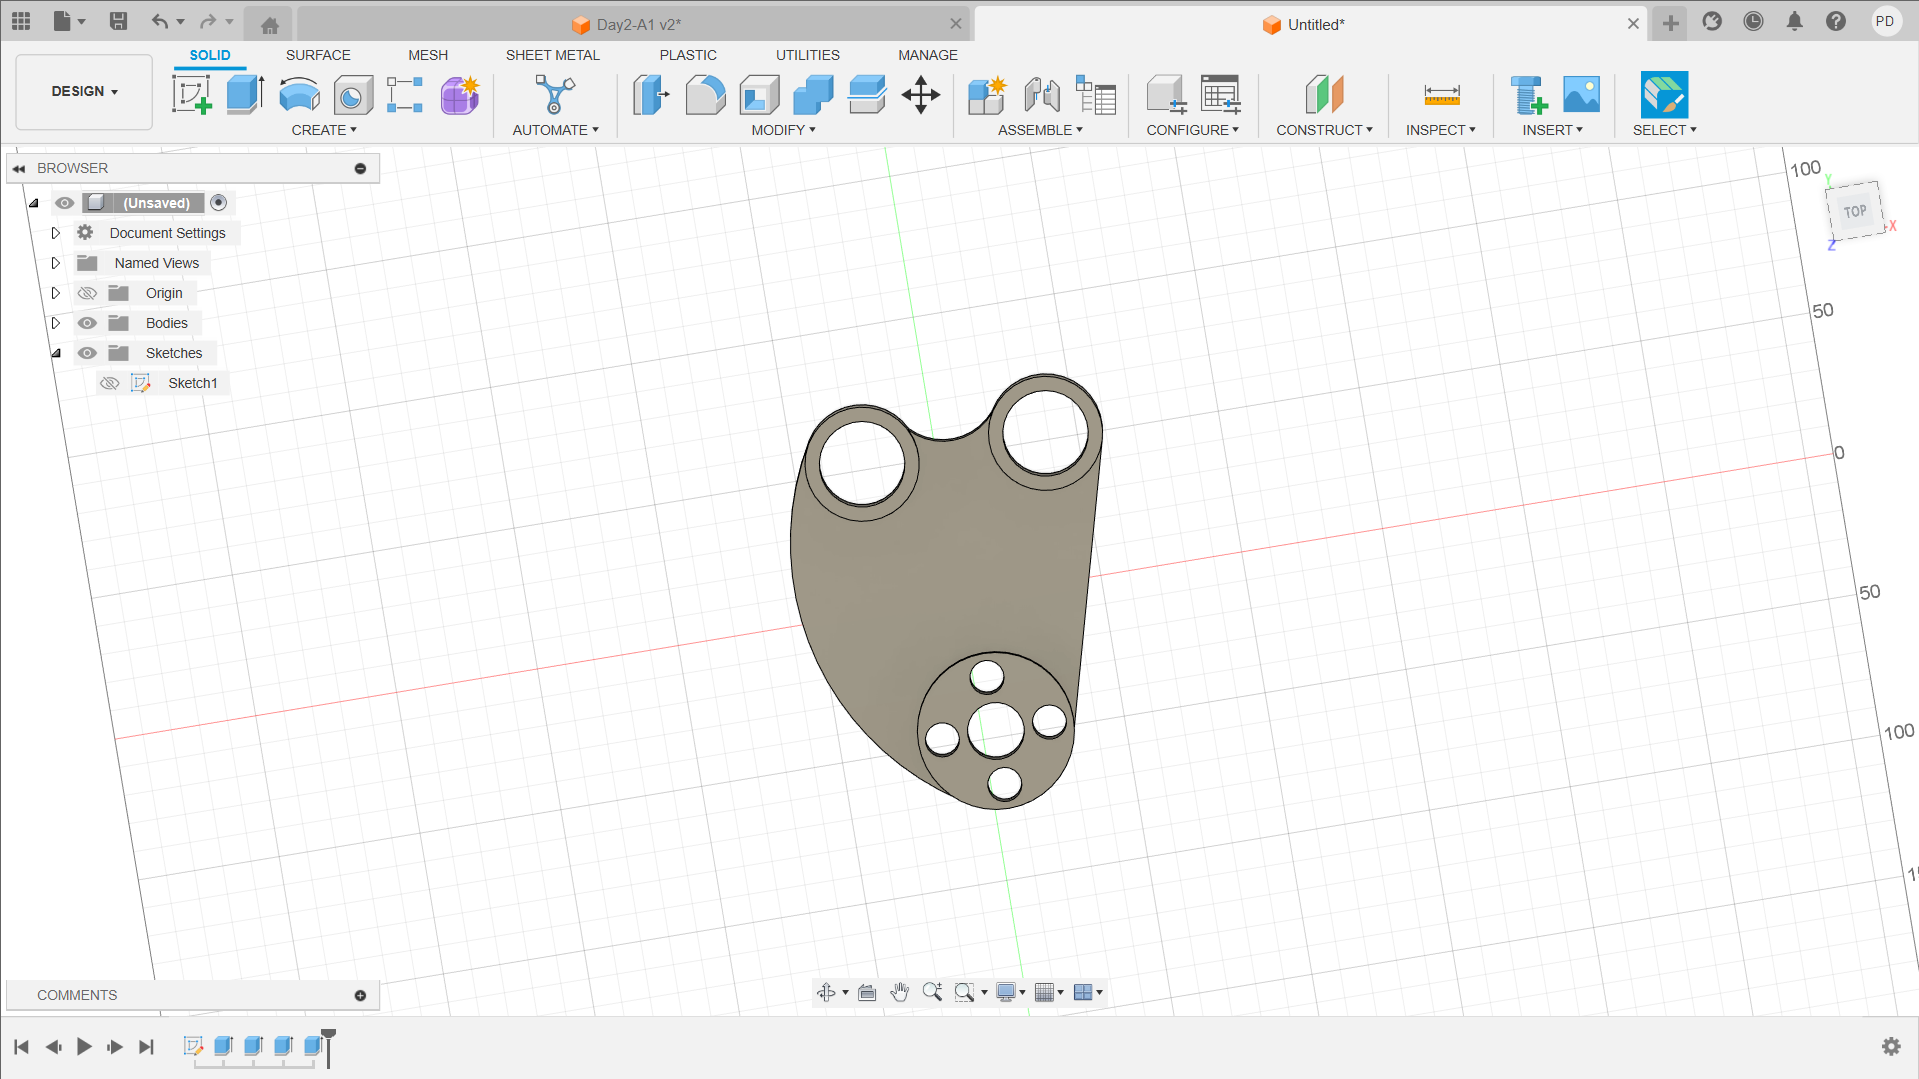 Day2-A1 v2*
Untitled*
PD
DESIGN
SOLID
SURFACE
MESH
SHEET METAL
PLASTIC
UTILITIES
MANAGE
CREATE
AUTOMATE
MODIFY
ASSEMBLE
CONFIGURE
CONSTRUCT
INSPECT
INSERT
SELECT
BROWSER
(Unsaved)
Document Settings
Named Views
Origin
Bodies
Sketches
Sketch1
100
50
0
50
100
Y
TOP
X
Z
COMMENTS